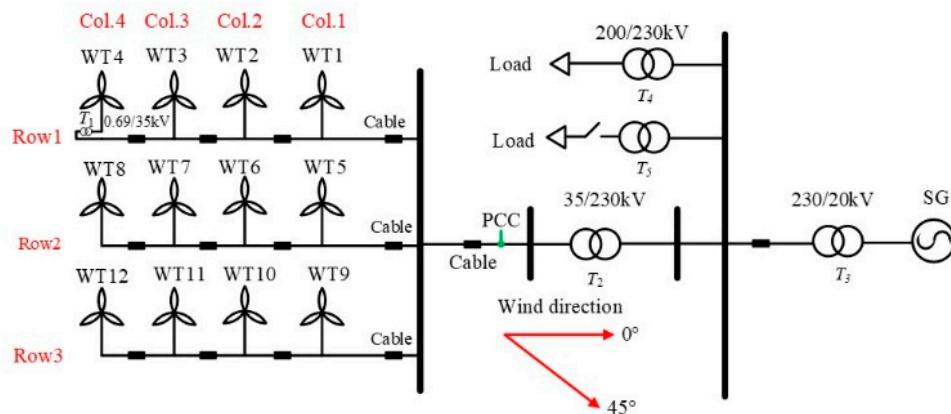 Col.4 Col.3 Col.2 Col.1
WT4 WT3 WT2 WT1
T1 0.69/35kV
Cable
Row1
WT8 WT7 WT6 WT5
Cable
Row2
WT12 WT11 WT10 WT9
Cable
Row3
Cable
PCC
35/230kV
T2
200/230kV
Load
T4
Load
T5
230/20kV
T3
SG
Wind direction
0°
45°